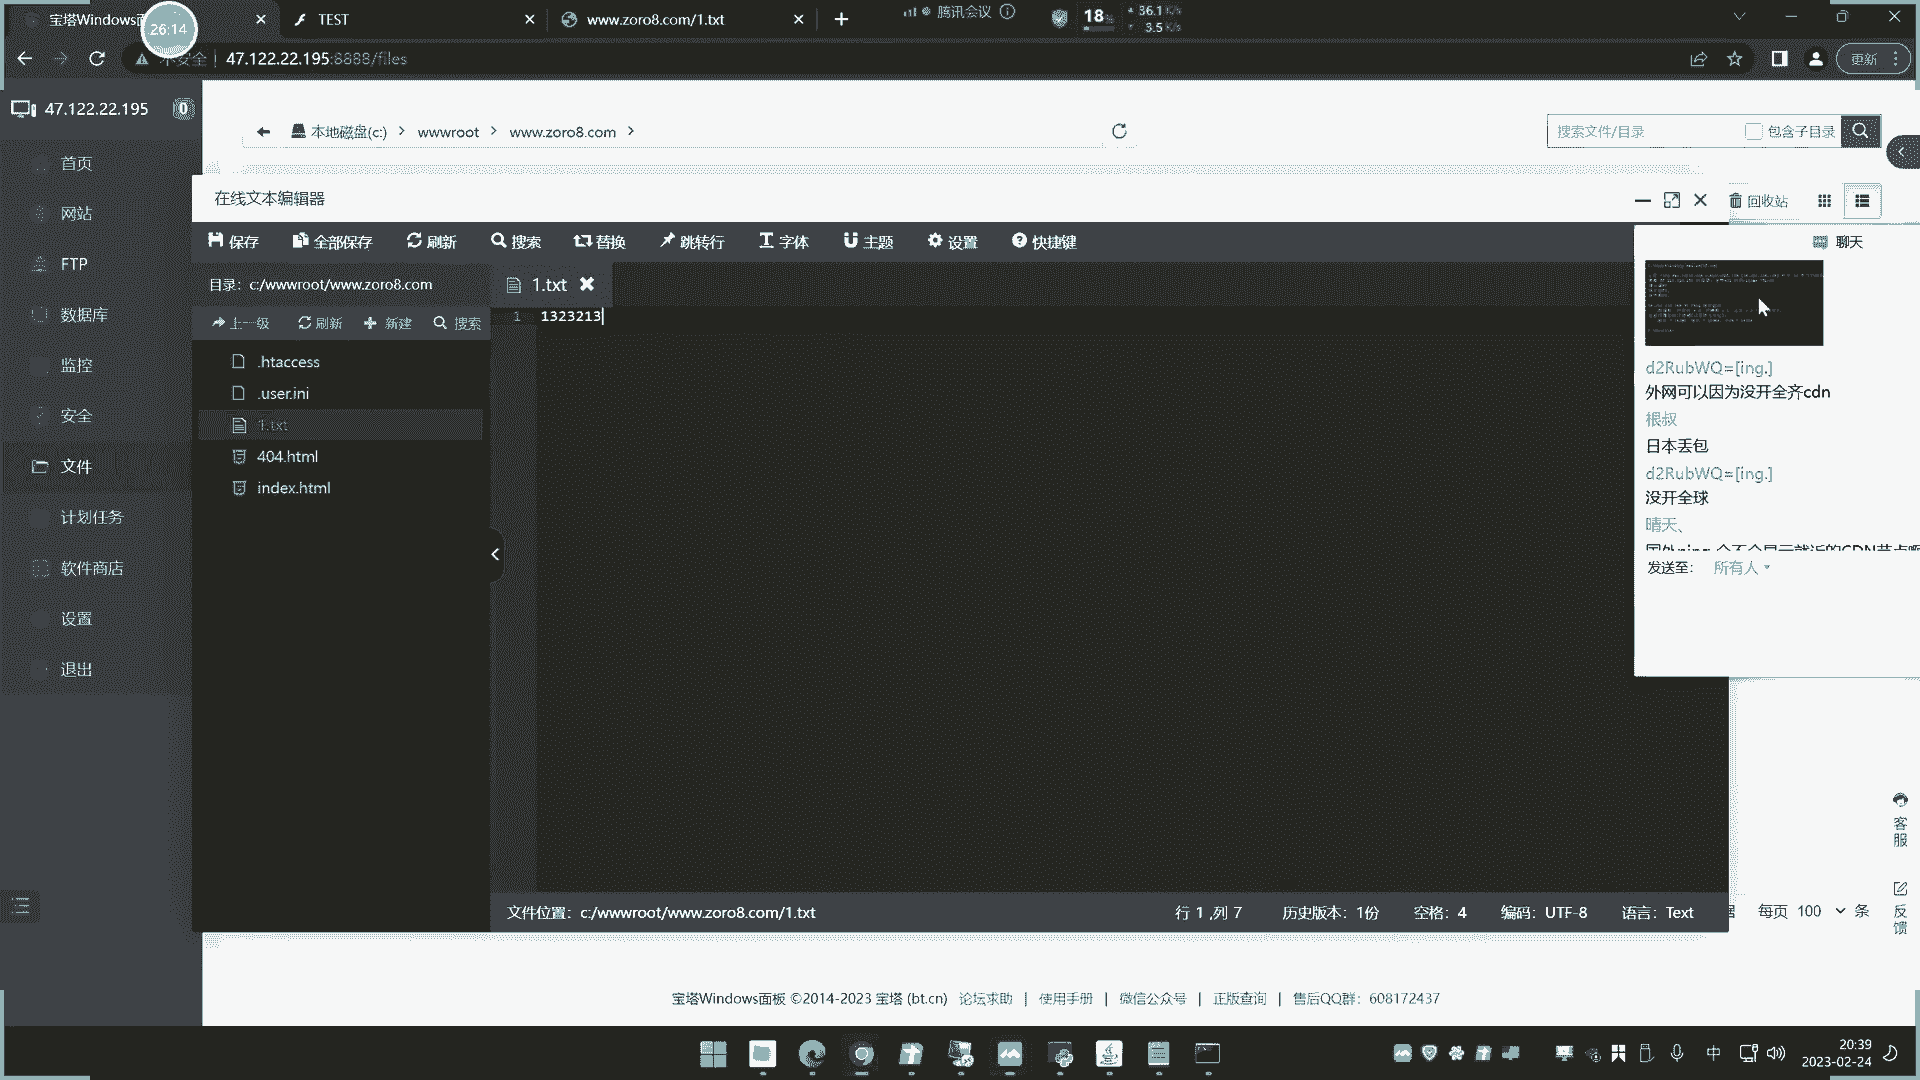 宝塔Windows面
26:14
TEST
www.zoro8.com/1.txt
腾讯会议
18%
36.1K/s
3.5K/s
不安全
47.122.22.195:8888/files
更新
47.122.22.195
0
首页
网站
FTP
数据库
监控
安全
文件
计划任务
软件商店
设置
退出
本地磁盘(c:)
wwwroot
www.zoro8.com
搜索文件/目录
包含子目录
回收站
在线文本编辑器
保存
全部保存
刷新
搜索
替换
跳转行
字体
主题
设置
快捷键
目录: c:/wwwroot/www.zoro8.com
上一级
刷新
新建
搜索
.htaccess
.user.ini
1.txt
404.html
index.html
1.txt
1
1323213
聊天
d2RubWQ=[ing.]
外网可以因为没开全齐cdn
根叔
日本丢包
d2RubWQ=[ing.]
没开全球
晴天、
发送至:
所有人
文件位置: c:/wwwroot/www.zoro8.com/1.txt
行 1 ,列 7
历史版本: 1份
空格: 4
编码: UTF-8
语言: Text
每页
100
条
客服
反馈
宝塔Windows面板 ©2014-2023 宝塔 (bt.cn)
论坛求助 | 使用手册 | 微信公众号 | 正版查询 | 售后QQ群: 608172437
中
20:39
2023-02-24